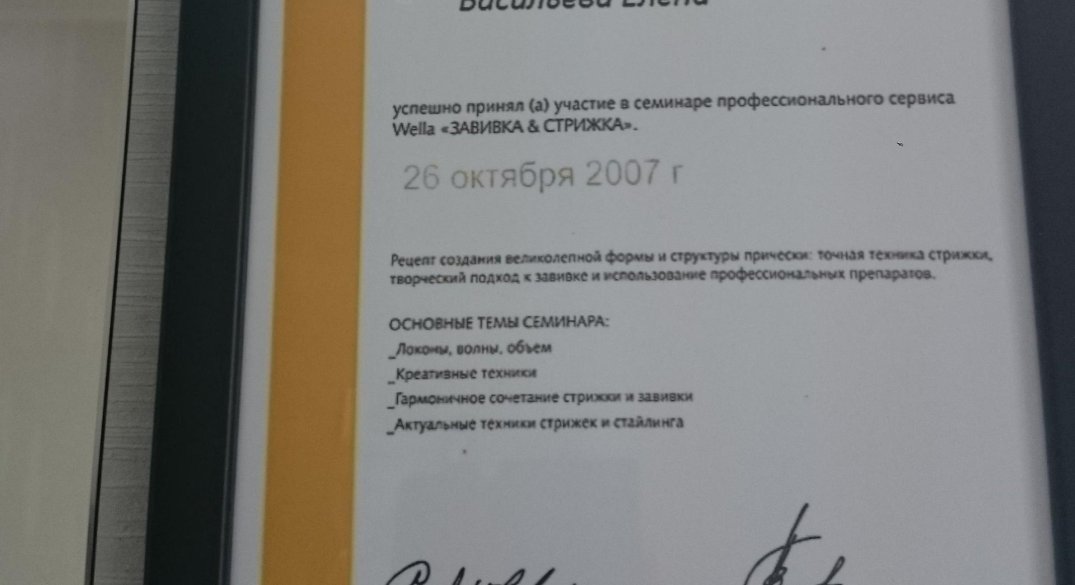 Васильева Елена
успешно принял (а) участие в семинаре профессионального сервиса
Wella «ЗАВИВКА & СТРИЖКА».
26 октября 2007 г
Рецепт создания великолепной формы и структуры прически: точная техника стрижки,
творческий подход к завивке и использование профессиональных препаратов.
ОСНОВНЫЕ ТЕМЫ СЕМИНАРА:
_Локоны, волны, объем
_Креативные техники
_Гармоничное сочетание стрижки и завивки
_Актуальные техники стрижек и стайлинга